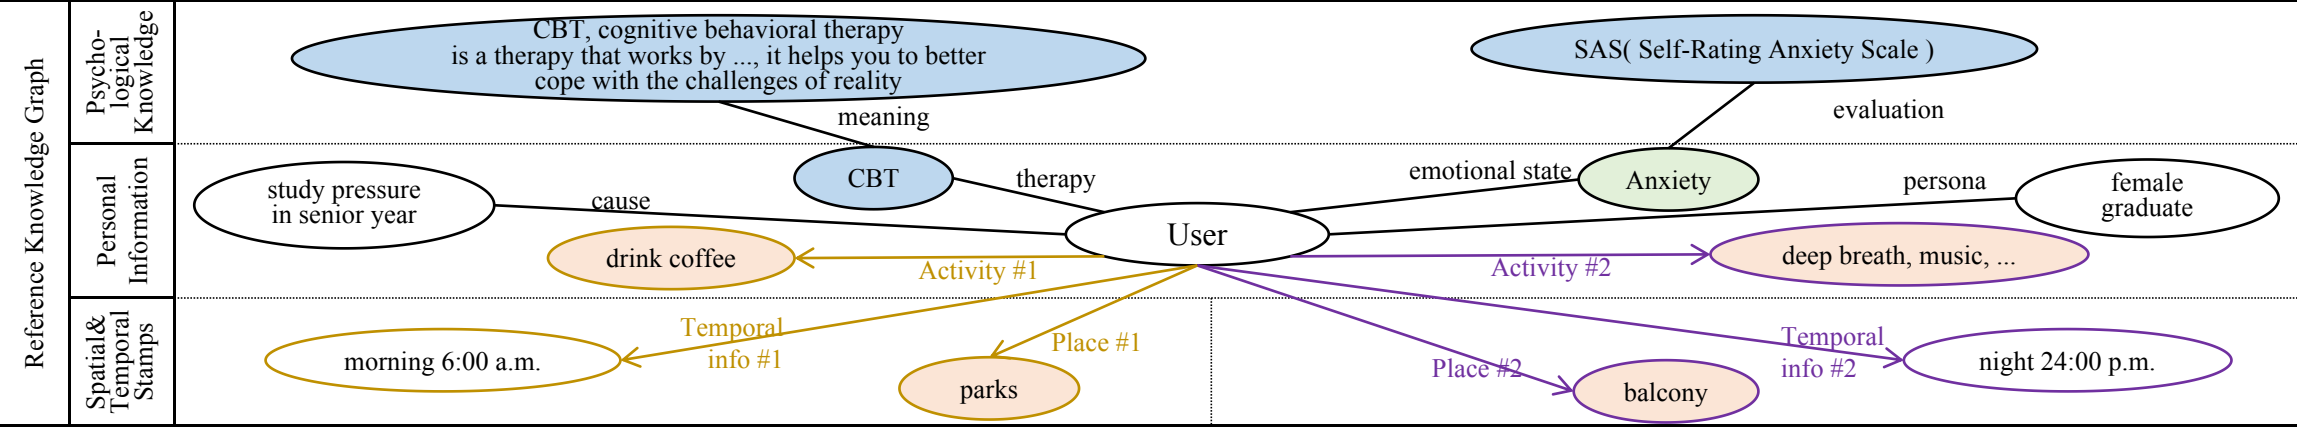 Reference Knowledge Graph
Psycho-
logical
Knowledge
CBT, cognitive behavioral therapy
is a therapy that works by ..., it helps you to better
cope with the challenges of reality
SAS( Self-Rating Anxiety Scale )
meaning
evaluation
Personal
Information
study pressure
in senior year
cause
CBT
therapy
emotional state
Anxiety
persona
female
graduate
User
drink coffee
Activity #1
Activity #2
deep breath, music, ...
Spatial&
Temporal
Stamps
morning 6:00 a.m.
Temporal
info #1
Place #1
parks
Place #2
balcony
Temporal
info #2
night 24:00 p.m.